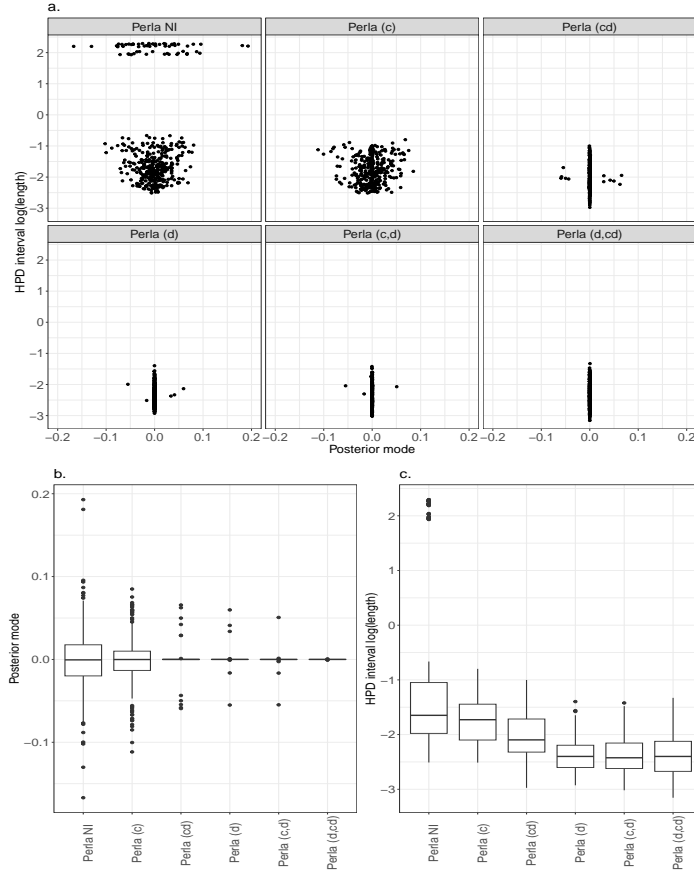 a.
Perla NI Perla (c) Perla (cd)
2
1
0
−1
−2
−3
Perla (d) Perla (c,d) Perla (d,cd)
2
1
0
−1
−2
−3
HPD interval log(length)
−0.2 −0.1 0.0 0.1 0.2 −0.2 −0.1 0.0 0.1 0.2 −0.2 −0.1 0.0 0.1 0.2
Posterior mode
b.
0.2
0.1
0.0
−0.1
Posterior mode
Perla NI
Perla (c)
Perla (cd)
Perla (d)
Perla (c,d)
Perla (d,cd)
c.
2
1
0
−1
−2
−3
HPD interval log(length)
Perla NI
Perla (c)
Perla (cd)
Perla (d)
Perla (c,d)
Perla (d,cd)